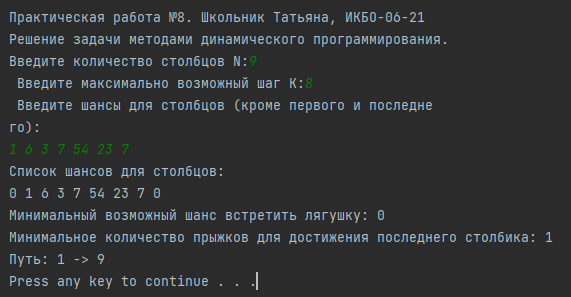 Практическая работа №8. Школьник Татьяна, ИКБО-06-21
Решение задачи методами динамического программирования.
Введите количество столбцов N:9
Введите максимально возможный шаг K:8
Введите шансы для столбцов (кроме первого и последне
го):
1 6 3 7 54 23 7
Список шансов для столбцов:
0 1 6 3 7 54 23 7 0
Минимальный возможный шанс встретить лягушку: 0
Минимальное количество прыжков для достижения последнего столбика: 1
Путь: 1 -> 9
Press any key to continue . . .